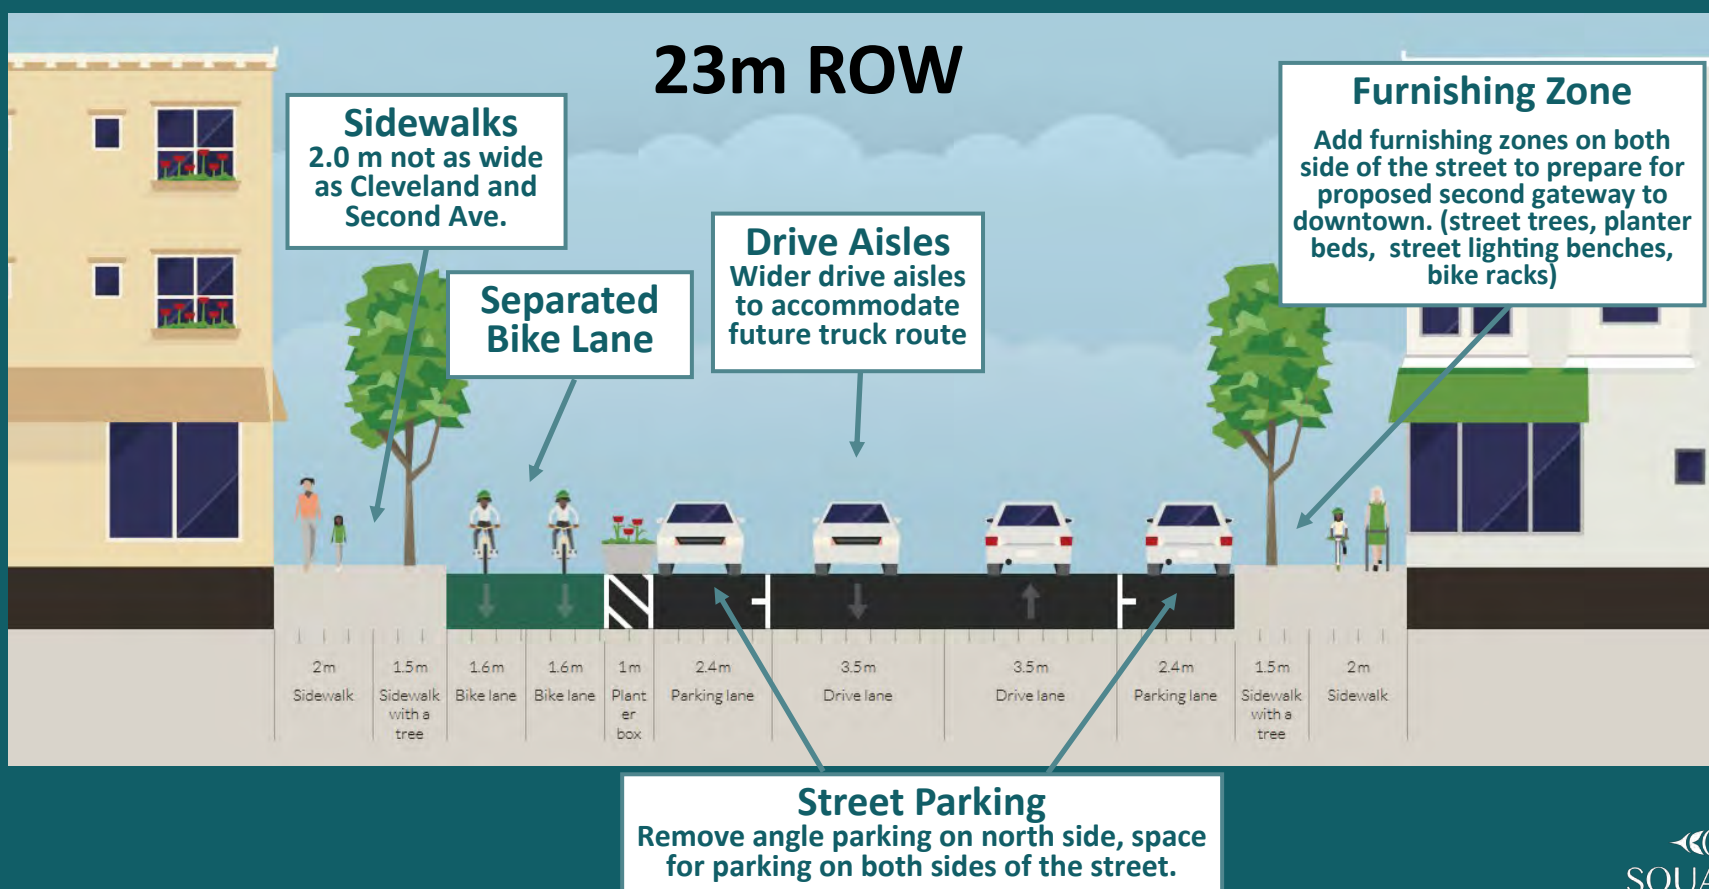 23m ROW
Sidewalks
2.0 m not as wide
as Cleveland and
Second Ave.
Separated
Bike Lane
Drive Aisles
Wider drive aisles
to accommodate
future truck route
Furnishing Zone
Add furnishing zones on both
side of the street to prepare for
proposed second gateway to
downtown. (street trees, planter
beds, street lighting benches,
bike racks)
2m
Sidewalk
1.5m
Sidewalk
with a
tree
1.6m
Bike lane
1.6m
Bike lane
1m
Plant
er
box
2.4m
Parking lane
3.5m
Drive lane
3.5m
Drive lane
2.4m
Parking lane
1.5m
Sidewalk
with a
tree
2m
Sidewalk
Street Parking
Remove angle parking on north side, space
for parking on both sides of the street.